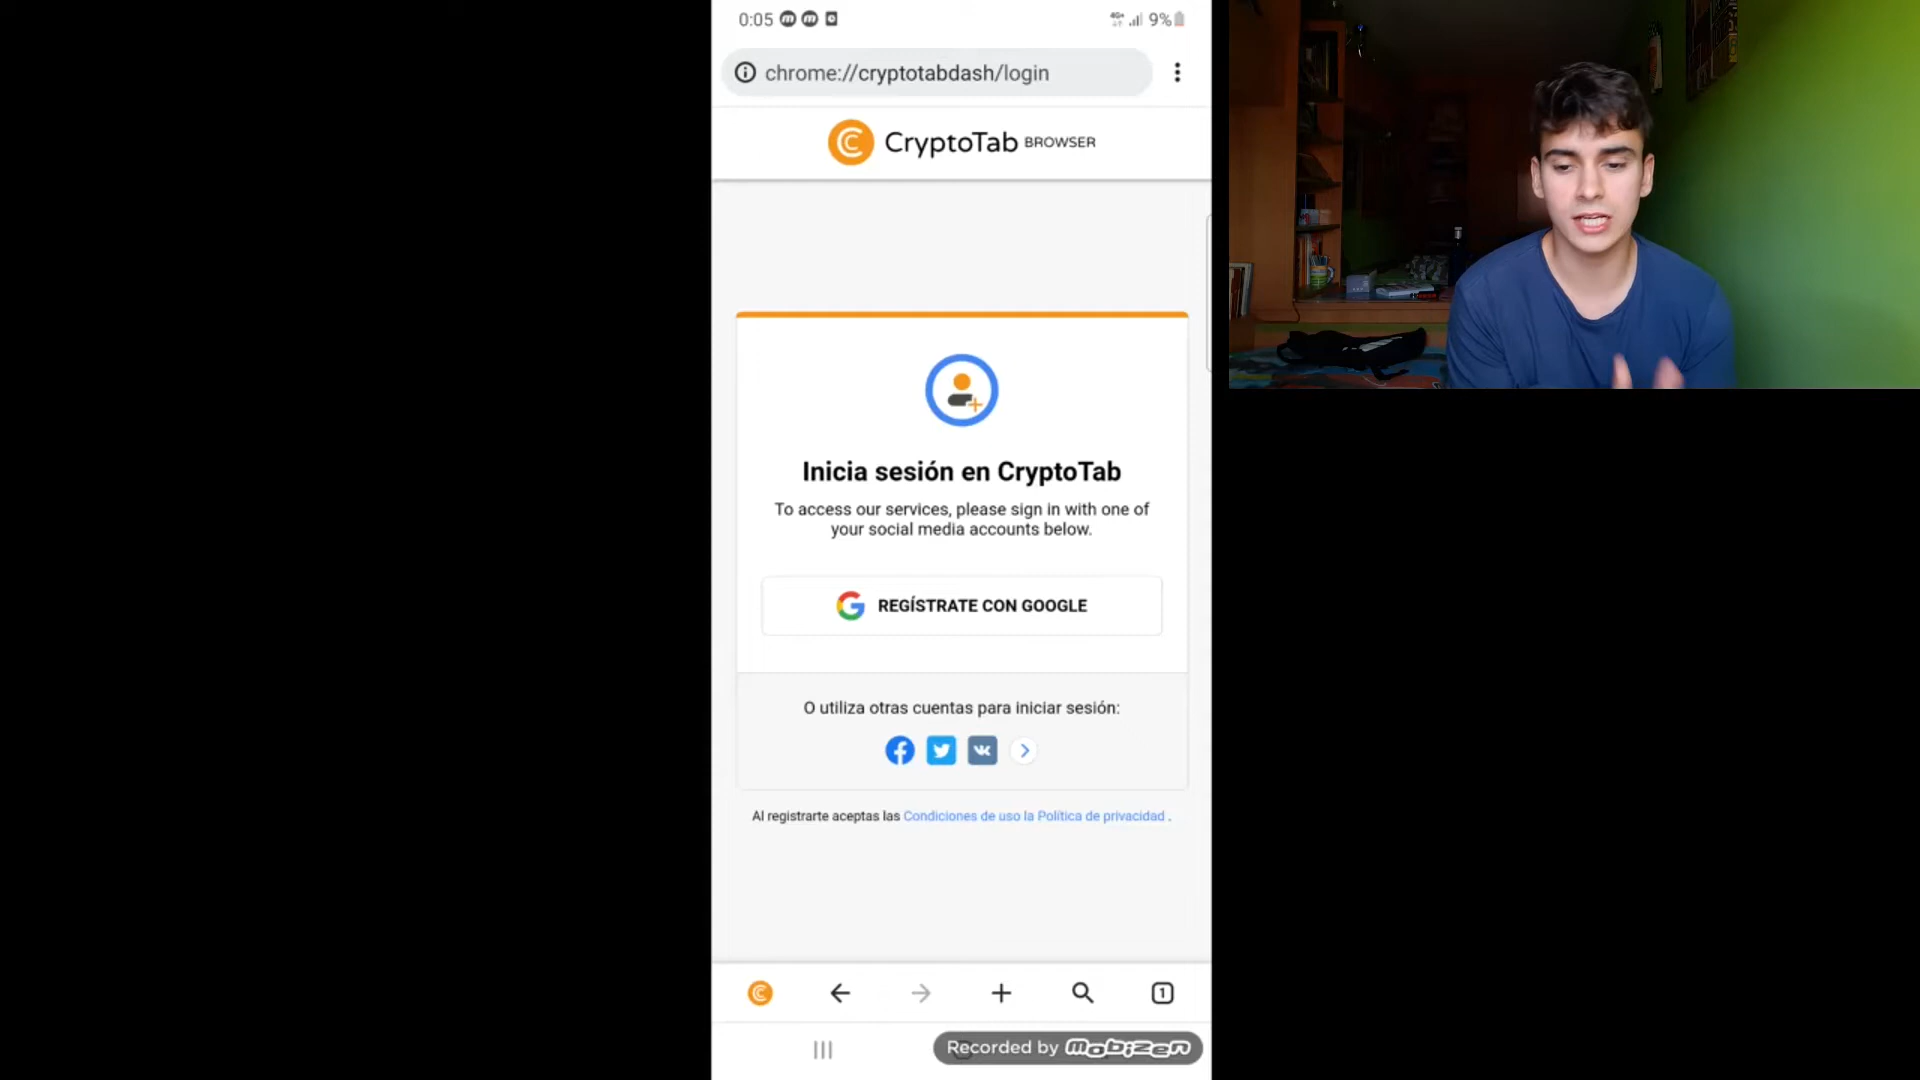 0:05
4G+ 9%
chrome://cryptotabdash/login
CryptoTab BROWSER
Inicia sesión en CryptoTab
To access our services, please sign in with one of
your social media accounts below.
REGÍSTRATE CON GOOGLE
O utiliza otras cuentas para iniciar sesión:
Al registrarte aceptas las Condiciones de uso la Política de privacidad .
1
Recorded by mobizen